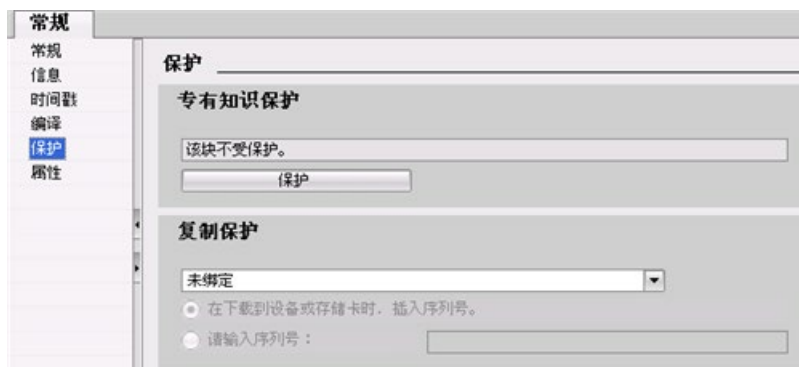 常规
常规
信息
时间戳
编译
保护
属性
保护
专有知识保护
该块不受保护。
保护
复制保护
未绑定
在下载到设备或存储卡时，插入序列号。
请输入序列号：